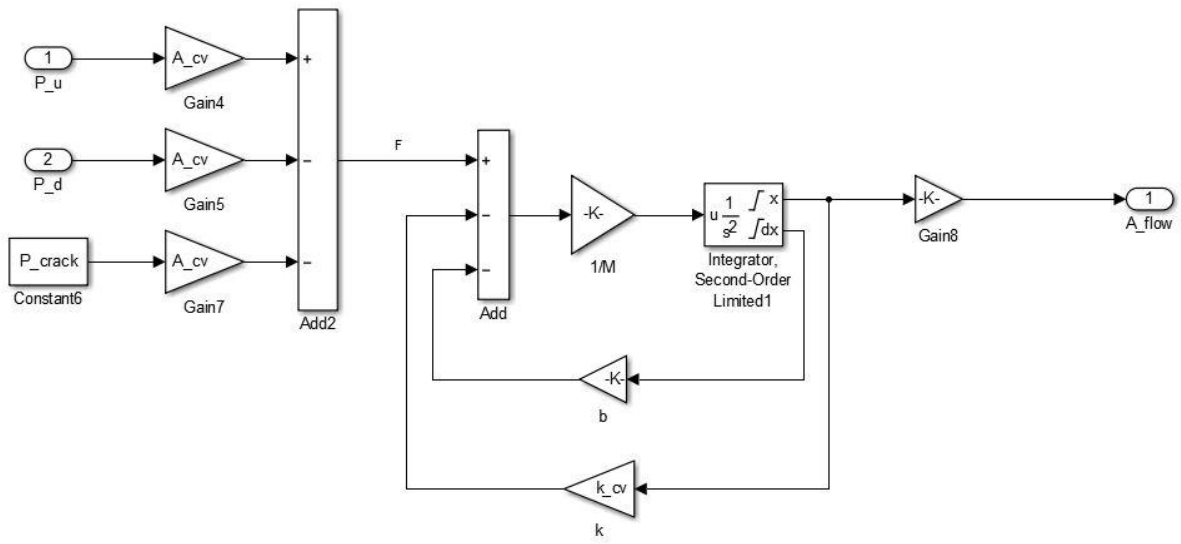 1
P_u
A_cv
Gain4
+
2
P_d
A_cv
Gain5
−
P_crack
Constant6
A_cv
Gain7
−
Add2
F
+
−
−
Add
-K-
1/M
u 1/s² ∫ x
∫ dx
Integrator,
Second-Order
Limited1
-K-
Gain8
1
A_flow
-K-
b
k_cv
k